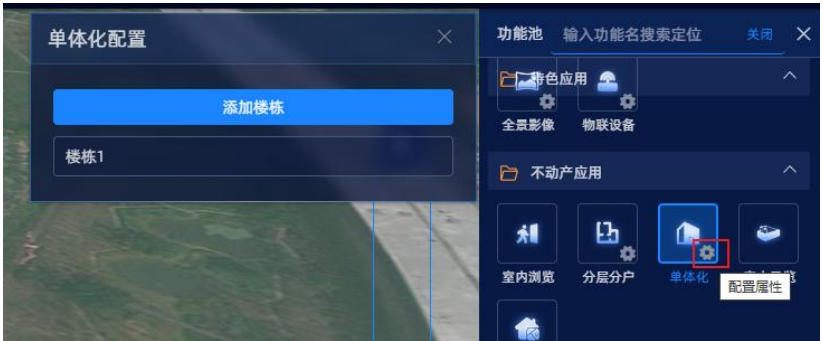 单体化配置
添加楼栋
楼栋1
功能池 输入功能名搜索定位 关闭
特色应用
全景影像 物联设备
不动产应用
室内浏览 分层分户 单体化
配置属性